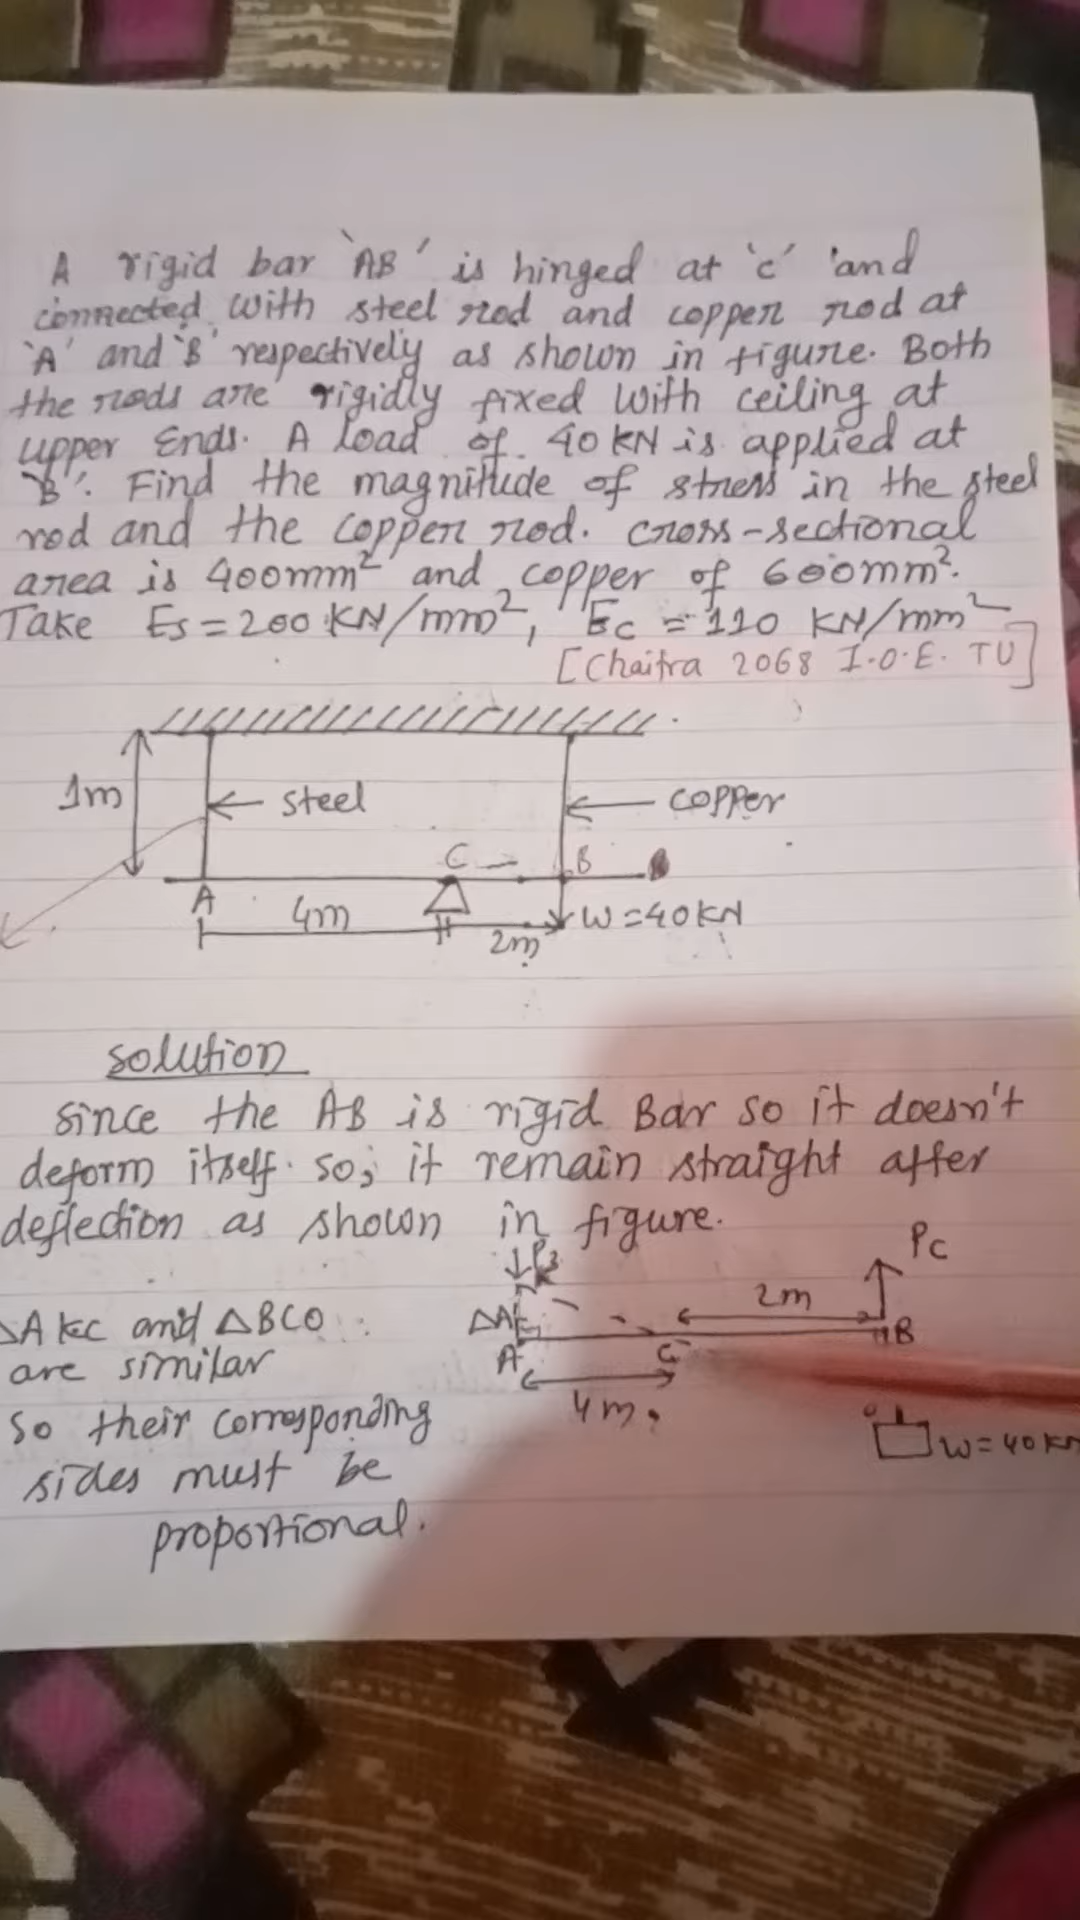 A rigid bar `AB' is hinged at 'c' 'and
connected with steel rod and copper rod at
'A' and 'B' respectively as shown in figure. Both
the rods are rigidly fixed with ceiling at
upper Ends. A load of 40 KN is applied at
'B'. Find the magnitude of stress in the steel
rod and the copper rod. cross-sectional
area is 400mm² and copper of 600mm².
Take Es = 200 KN/mm², Ec = 110 KN/mm²
[Chaitra 2068 I.O.E. TU]
1m
steel
copper
C
B
A
4m
2m
W = 40KN
solution
since the AB is rigid Bar so it doesn't
deform itself. so, it remain straight after
deflection as shown in figure.
Pc
2m
ΔAKC and ΔBCO
are similar
A
C
B
4m
so their corresponding
W = 40KN
sides must be
proportional.